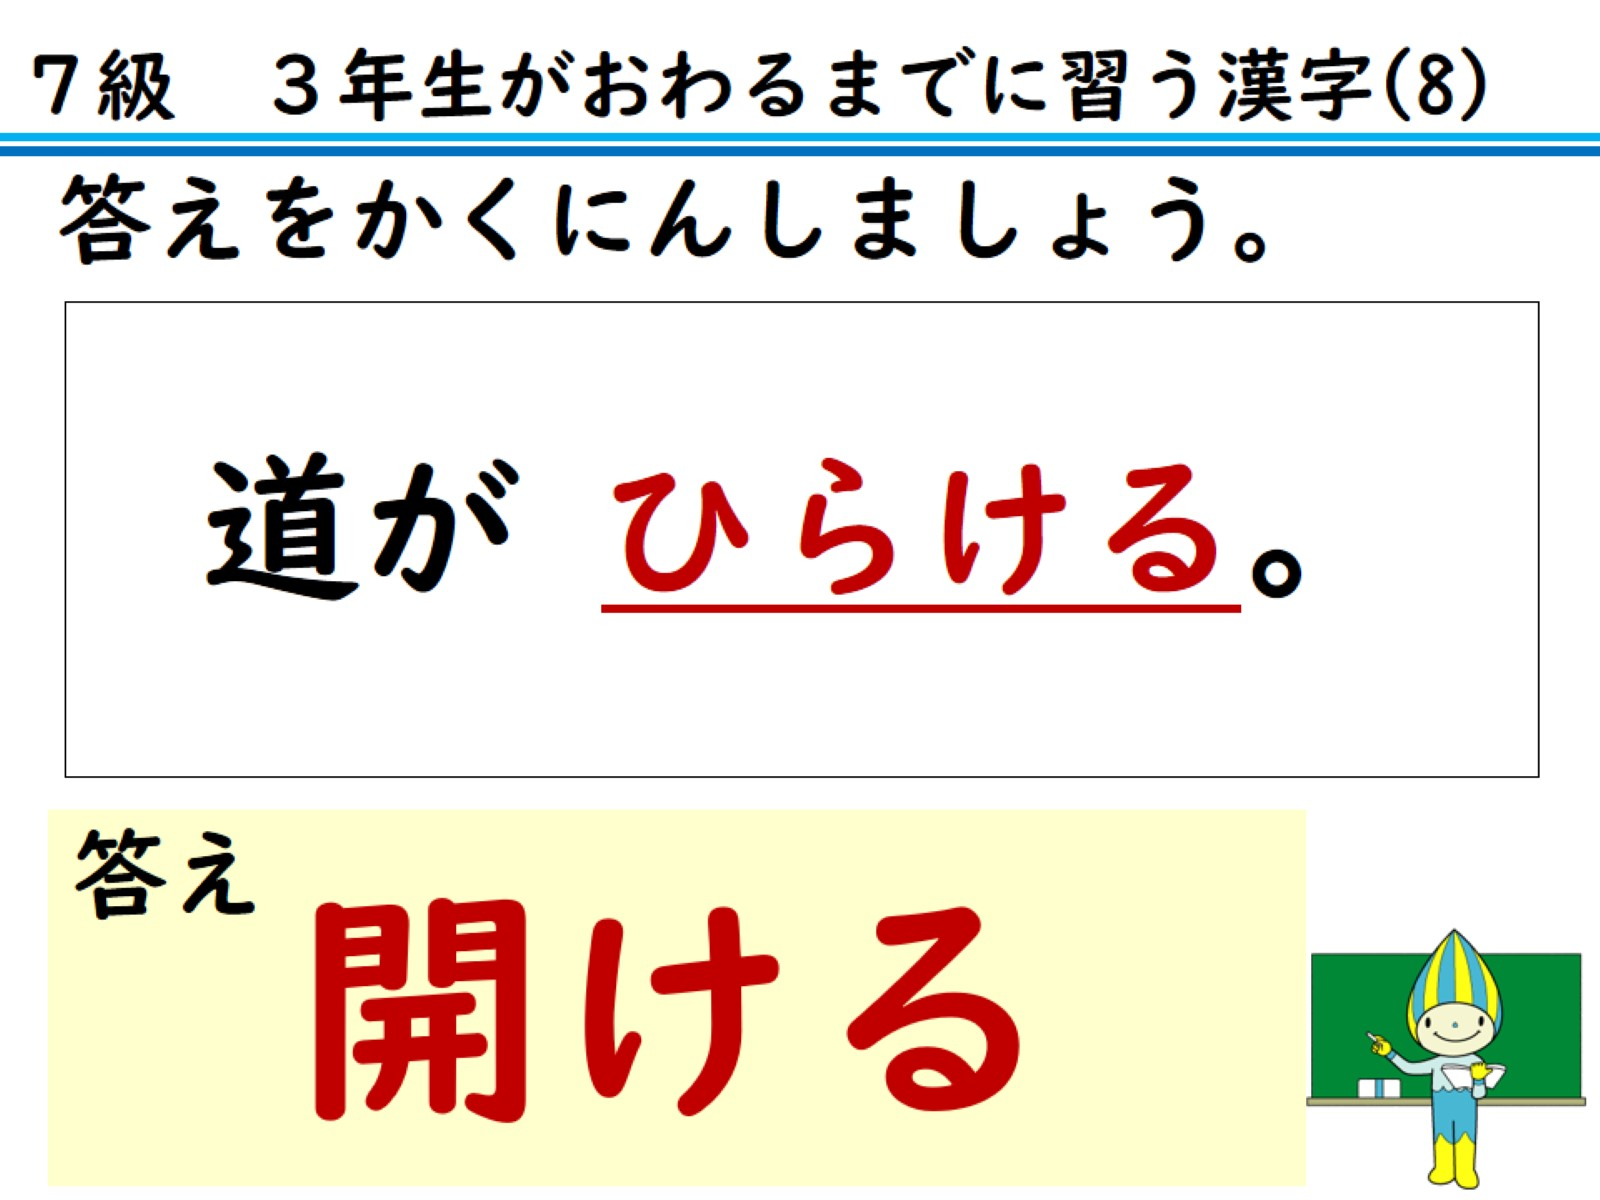 ７級　３年生がおわるまでに習う漢字(8)
答えをかくにんしましょう。
道が ひらける。
答え
開ける